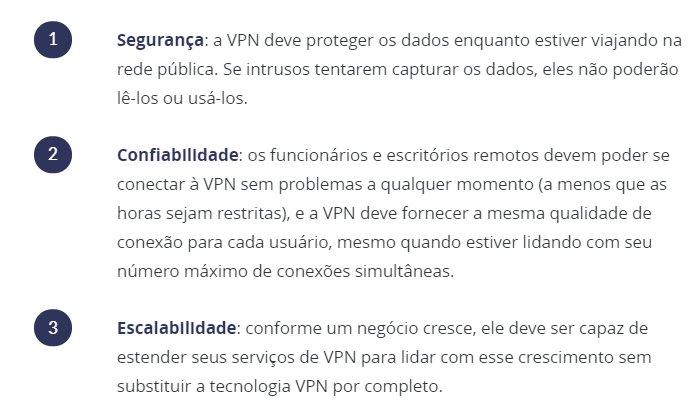 1
Segurança: a VPN deve proteger os dados enquanto estiver viajando na
rede pública. Se intrusos tentarem capturar os dados, eles não poderão
lê-los ou usá-los.
2
Confiabilidade: os funcionários e escritórios remotos devem poder se
conectar à VPN sem problemas a qualquer momento (a menos que as
horas sejam restritas), e a VPN deve fornecer a mesma qualidade de
conexão para cada usuário, mesmo quando estiver lidando com seu
número máximo de conexões simultâneas.
3
Escalabilidade: conforme um negócio cresce, ele deve ser capaz de
estender seus serviços de VPN para lidar com esse crescimento sem
substituir a tecnologia VPN por completo.